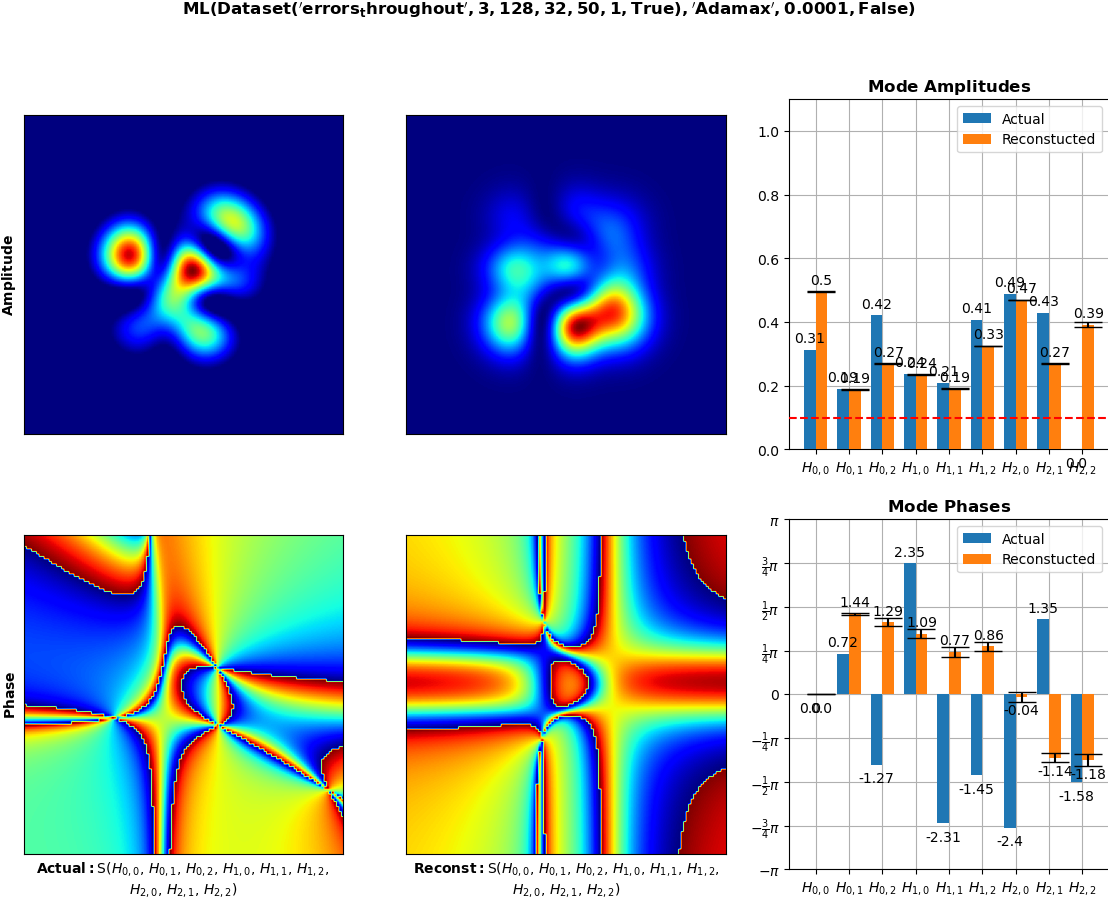 ML(Dataset('errors_throughout', 3, 128, 32, 50, 1, True), 'Adamax', 0.0001, False)
Amplitude
Mode Amplitudes
Actual
Reconstucted
1.0
0.8
0.6
0.4
0.2
0.0
0.31
0.5
0.19
0.19
0.42
0.27
0.24
0.24
0.21
0.19
0.41
0.33
0.49
0.47
0.43
0.27
0.0
0.39
H0,0 H0,1 H0,2 H1,0 H1,1 H1,2 H2,0 H2,1 H2,2
Phase
Actual: S(H0,0, H0,1, H0,2, H1,0, H1,1, H1,2,
H2,0, H2,1, H2,2)
Reconst: S(H0,0, H0,1, H0,2, H1,0, H1,1, H1,2,
H2,0, H2,1, H2,2)
Mode Phases
Actual
Reconstucted
π
3/4π
1/2π
1/4π
0
−1/4π
−1/2π
−3/4π
−π
0.0
0.0
0.72
1.44
-1.27
1.29
2.35
1.09
-2.31
0.77
-1.45
0.86
-2.4
-0.04
1.35
-1.14
-1.58
-1.18
H0,0 H0,1 H0,2 H1,0 H1,1 H1,2 H2,0 H2,1 H2,2